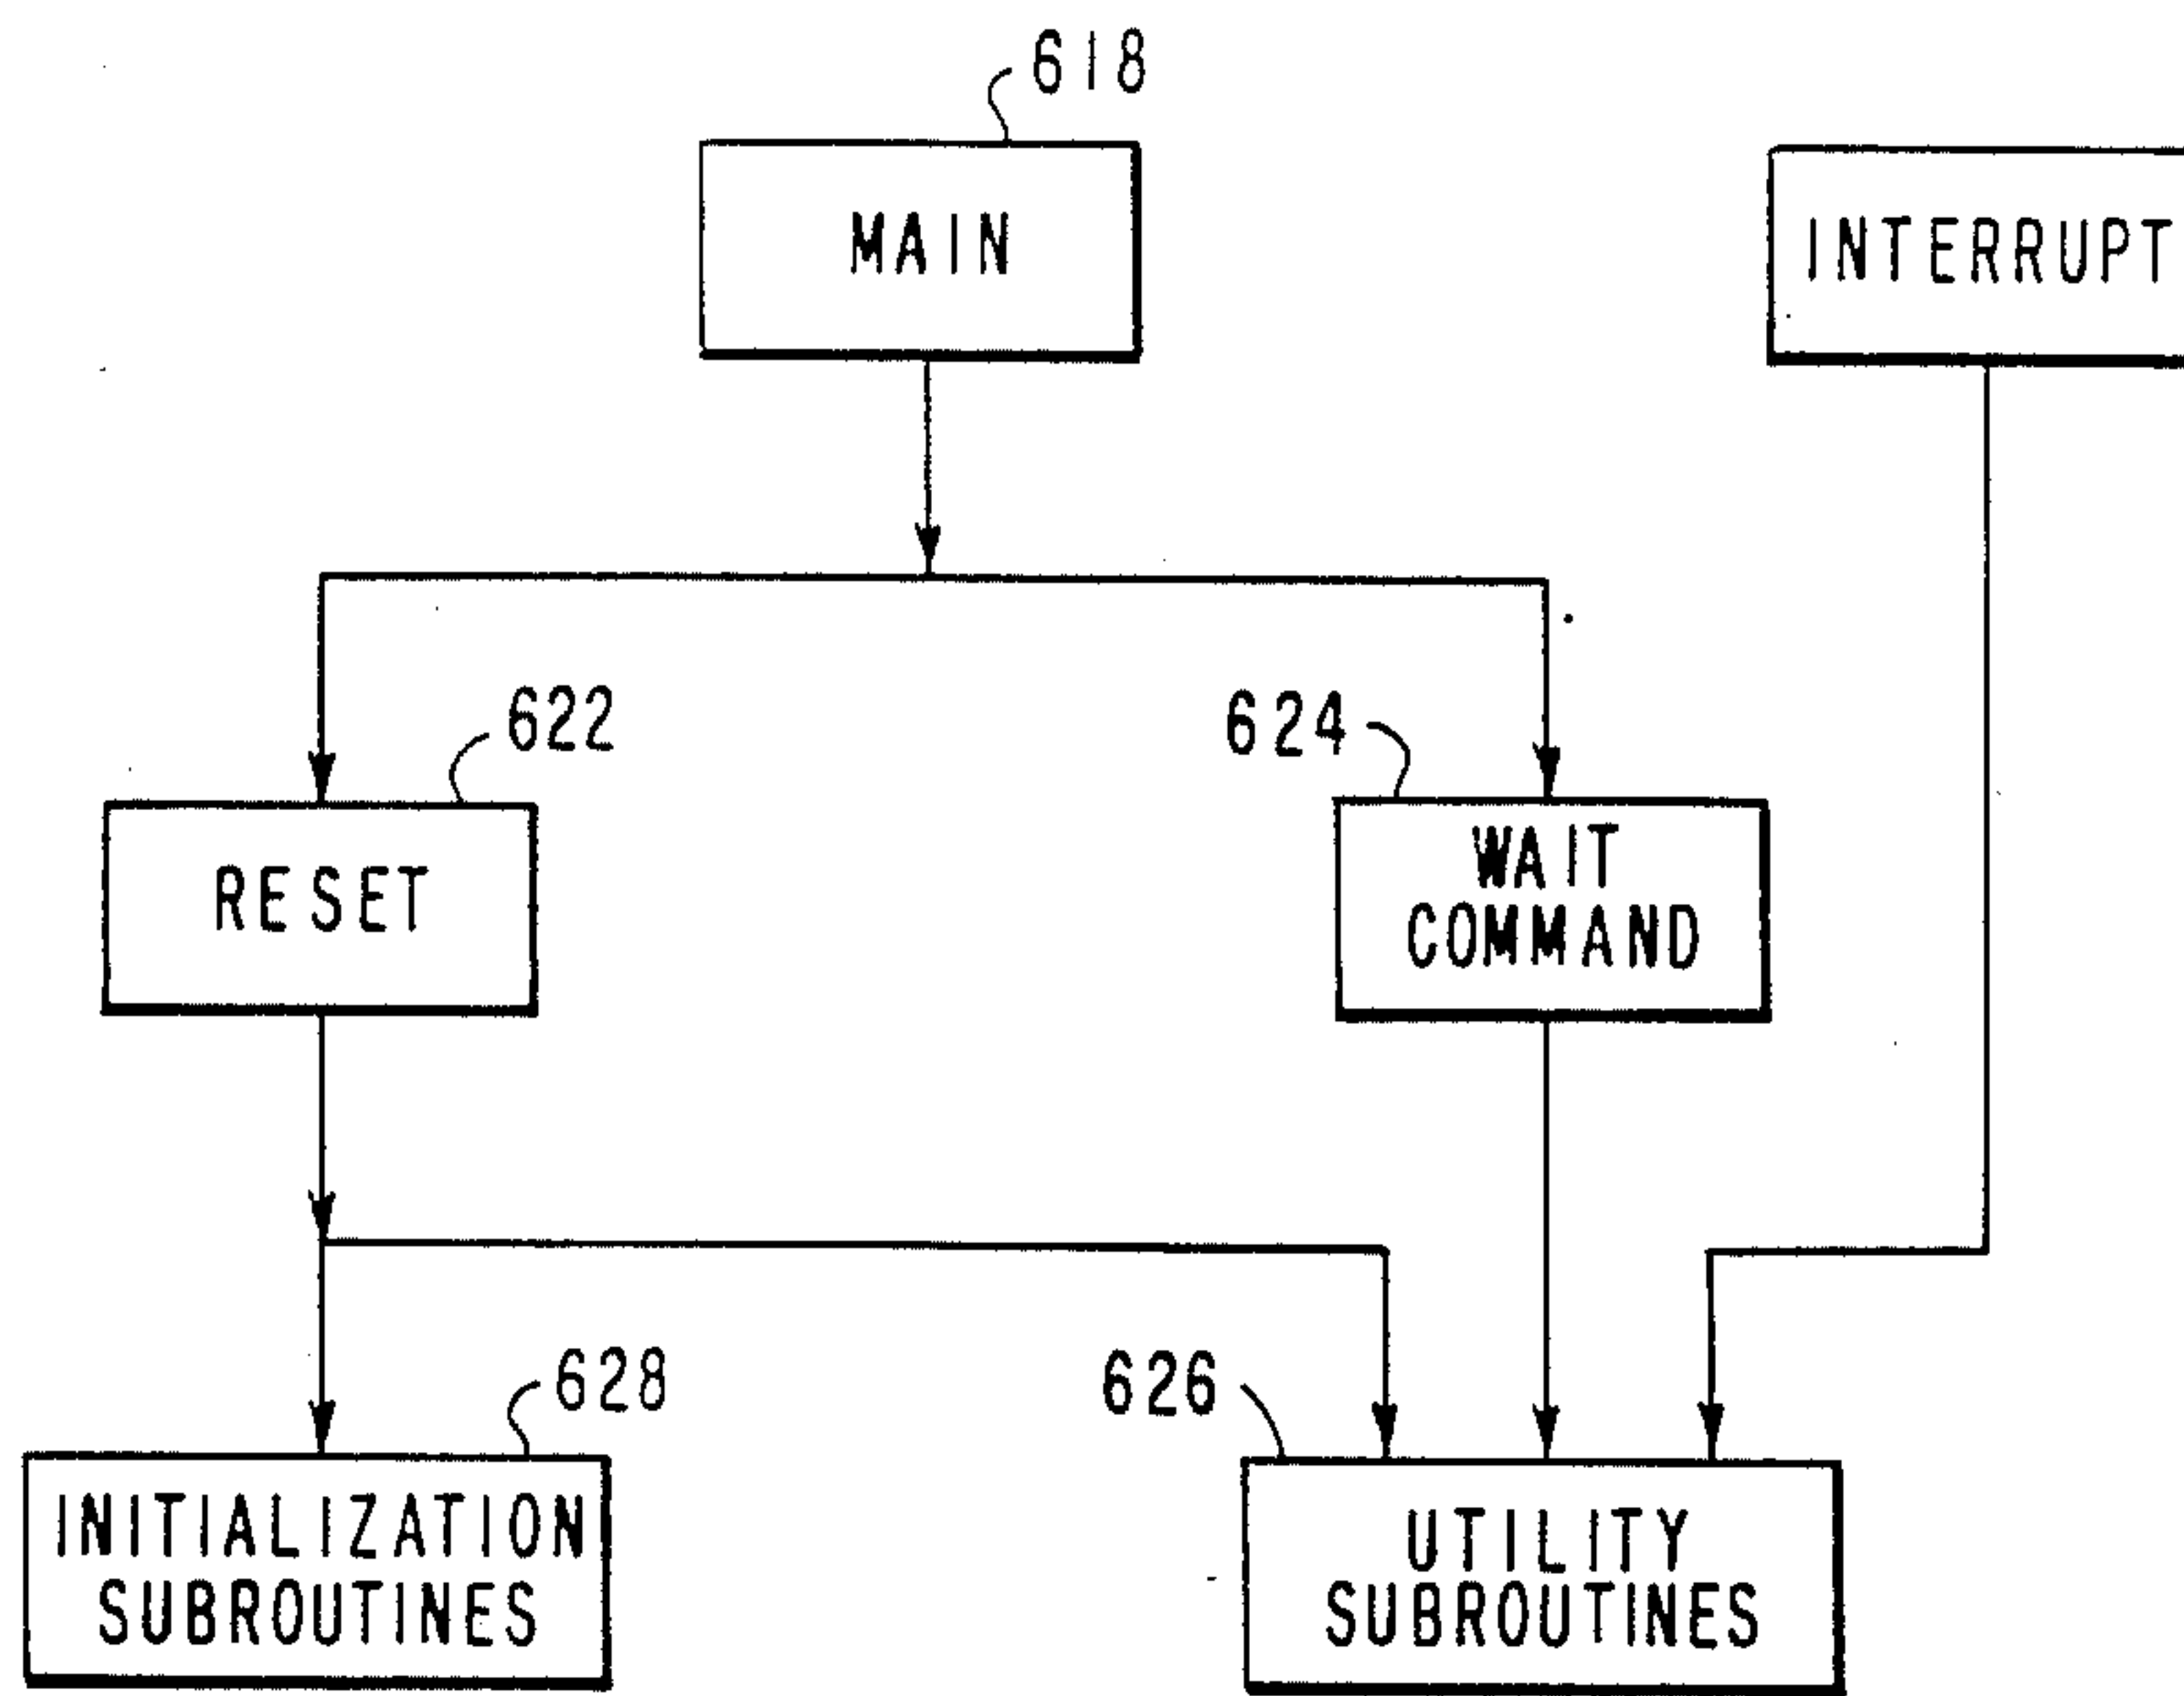 618
MAIN
INTERRUPT
622
624
RESET
WAIT
COMMAND
628
626
INITIALIZATION
SUBROUTINES
UTILITY
SUBROUTINES